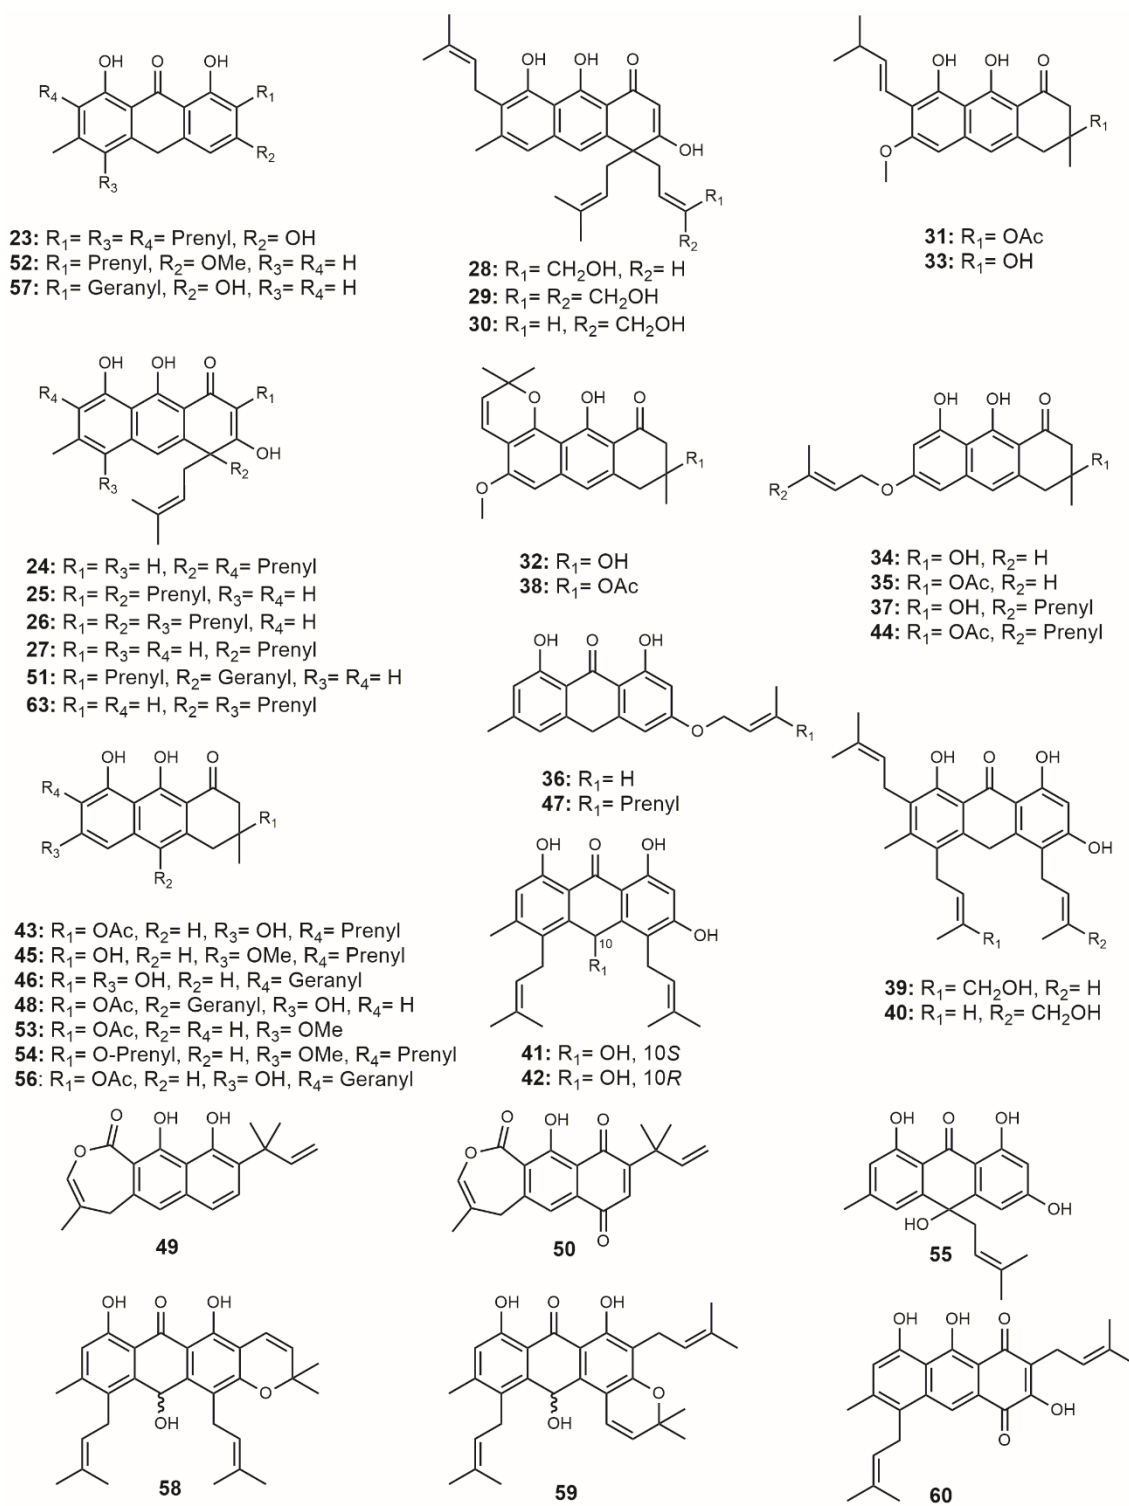 OH O OH
R4 R1
R2
R3
23: R1= R3= R4= Prenyl, R2= OH
52: R1= Prenyl, R2= OMe, R3= R4= H
57: R1= Geranyl, R2= OH, R3= R4= H
OH OH O
OH
R1
R2
28: R1= CH2OH, R2= H
29: R1= R2= CH2OH
30: R1= H, R2= CH2OH
OH OH O
R1
O
31: R1= OAc
33: R1= OH
OH OH O
R4 R1
OH
R3 R2
24: R1= R3= H, R2= R4= Prenyl
25: R1= R2= Prenyl, R3= R4= H
26: R1= R2= R3= Prenyl, R4= H
27: R1= R3= R4= H, R2= Prenyl
51: R1= Prenyl, R2= Geranyl, R3= R4= H
63: R1= R4= H, R2= R3= Prenyl
O OH O
R1
O
32: R1= OH
38: R1= OAc
OH OH O
R1
R2 O
34: R1= OH, R2= H
35: R1= OAc, R2= H
37: R1= OH, R2= Prenyl
44: R1= OAc, R2= Prenyl
OH O OH
O R1
36: R1= H
47: R1= Prenyl
OH OH O
R4 R1
R3
R2
43: R1= OAc, R2= H, R3= OH, R4= Prenyl
45: R1= OH, R2= H, R3= OMe, R4= Prenyl
46: R1= R3= OH, R2= H, R4= Geranyl
48: R1= OAc, R2= Geranyl, R3= OH, R4= H
53: R1= OAc, R2= R4= H, R3= OMe
54: R1= O-Prenyl, R2= H, R3= OMe, R4= Prenyl
56: R1= OAc, R2= H, R3= OH, R4= Geranyl
OH O OH
OH
10
R1
41: R1= OH, 10S
42: R1= OH, 10R
OH O OH
OH
R1 R2
39: R1= CH2OH, R2= H
40: R1= H, R2= CH2OH
O OH OH
O
49
O OH O
O
O
50
OH O OH
HO OH
55
OH O OH
O
OH
58
OH O OH
O
OH
59
OH OH O
OH
O
60